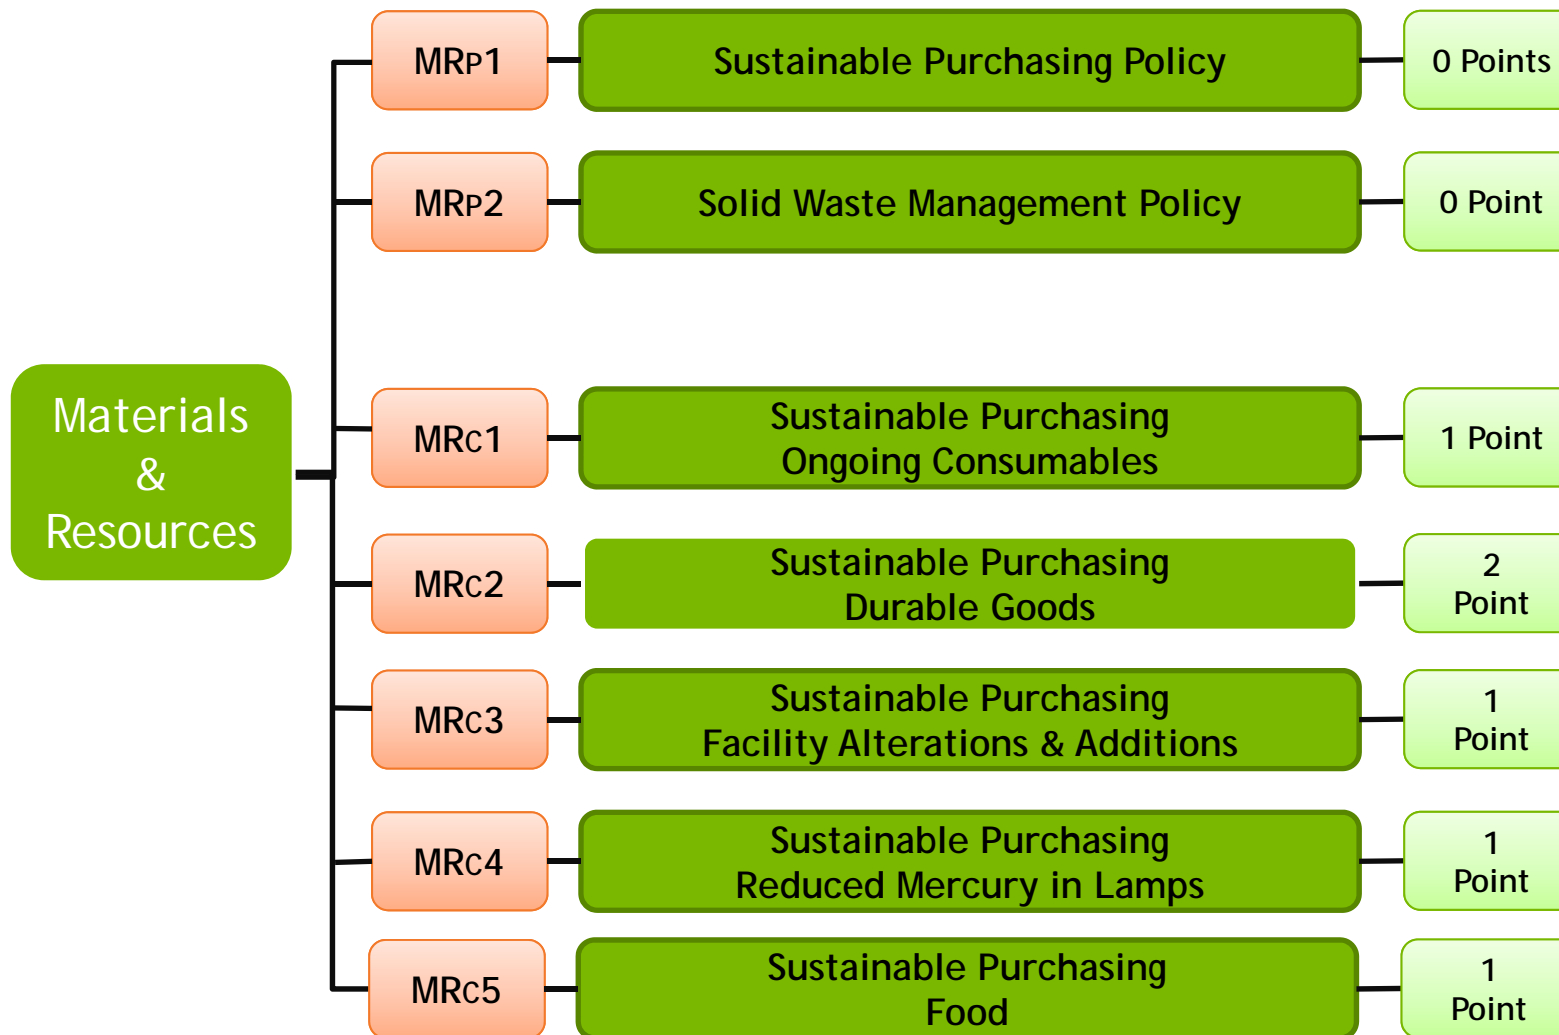 MRP1
Sustainable Purchasing Policy
0 Points
MRP2
Solid Waste Management Policy
0 Point
Materials
&
Resources
MRC1
Sustainable Purchasing
Ongoing Consumables
1 Point
MRC2
Sustainable Purchasing
Durable Goods
2
Point
MRC3
Sustainable Purchasing
Facility Alterations & Additions
1
Point
MRC4
Sustainable Purchasing
Reduced Mercury in Lamps
1
Point
MRC5
Sustainable Purchasing
Food
1
Point